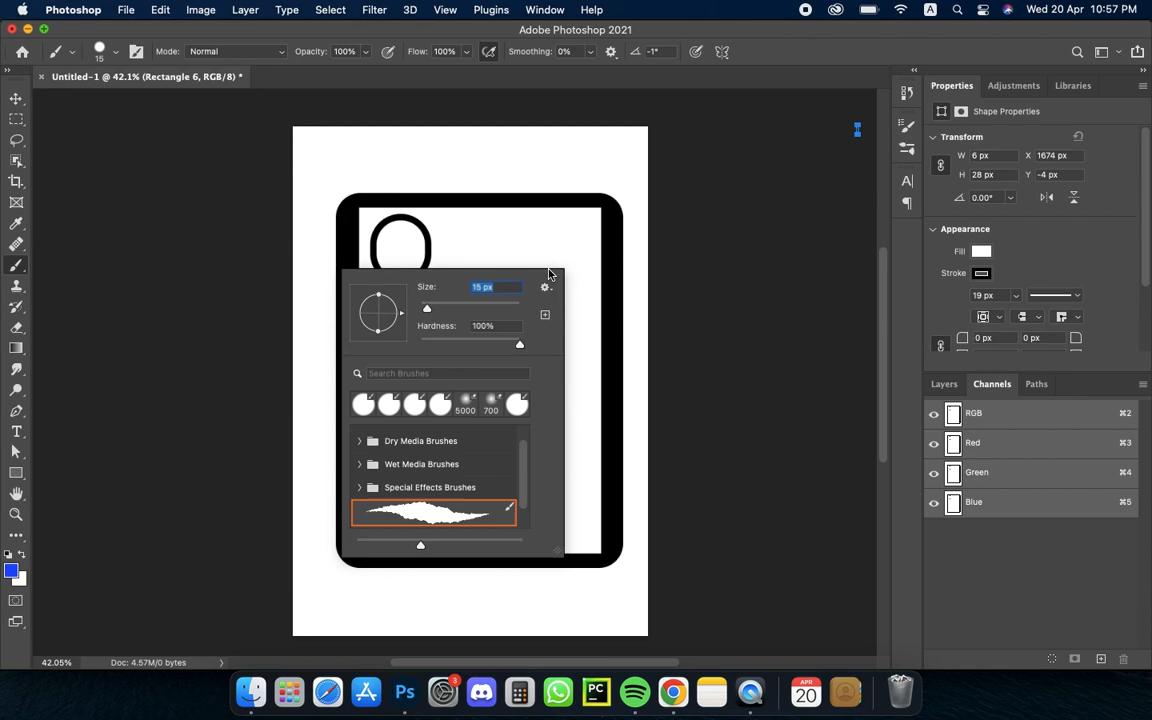 Photoshop File Edit Image Layer Type Select Filter 3D View Plugins Window Help A Wed 20 Apr 10:57 PM
Adobe Photoshop 2021
15 Mode: Normal Opacity: 100% Flow: 100% Smoothing: 0% -1°
Untitled-1 @ 42.1% (Rectangle 6, RGB/8) *
Properties Adjustments Libraries
Shape Properties
Transform
W 6 px X 1674 px
H 28 px Y -4 px
0.00°
Appearance
Fill
Stroke
19 px
0 px 0 px
Size: 15 px
Hardness: 100%
Search Brushes
5000 700
Dry Media Brushes
Wet Media Brushes
Special Effects Brushes
Layers Channels Paths
RGB ⌘2
Red ⌘3
Green ⌘4
Blue ⌘5
42.05% Doc: 4.57M/0 bytes
Ps 3 PC APR 20